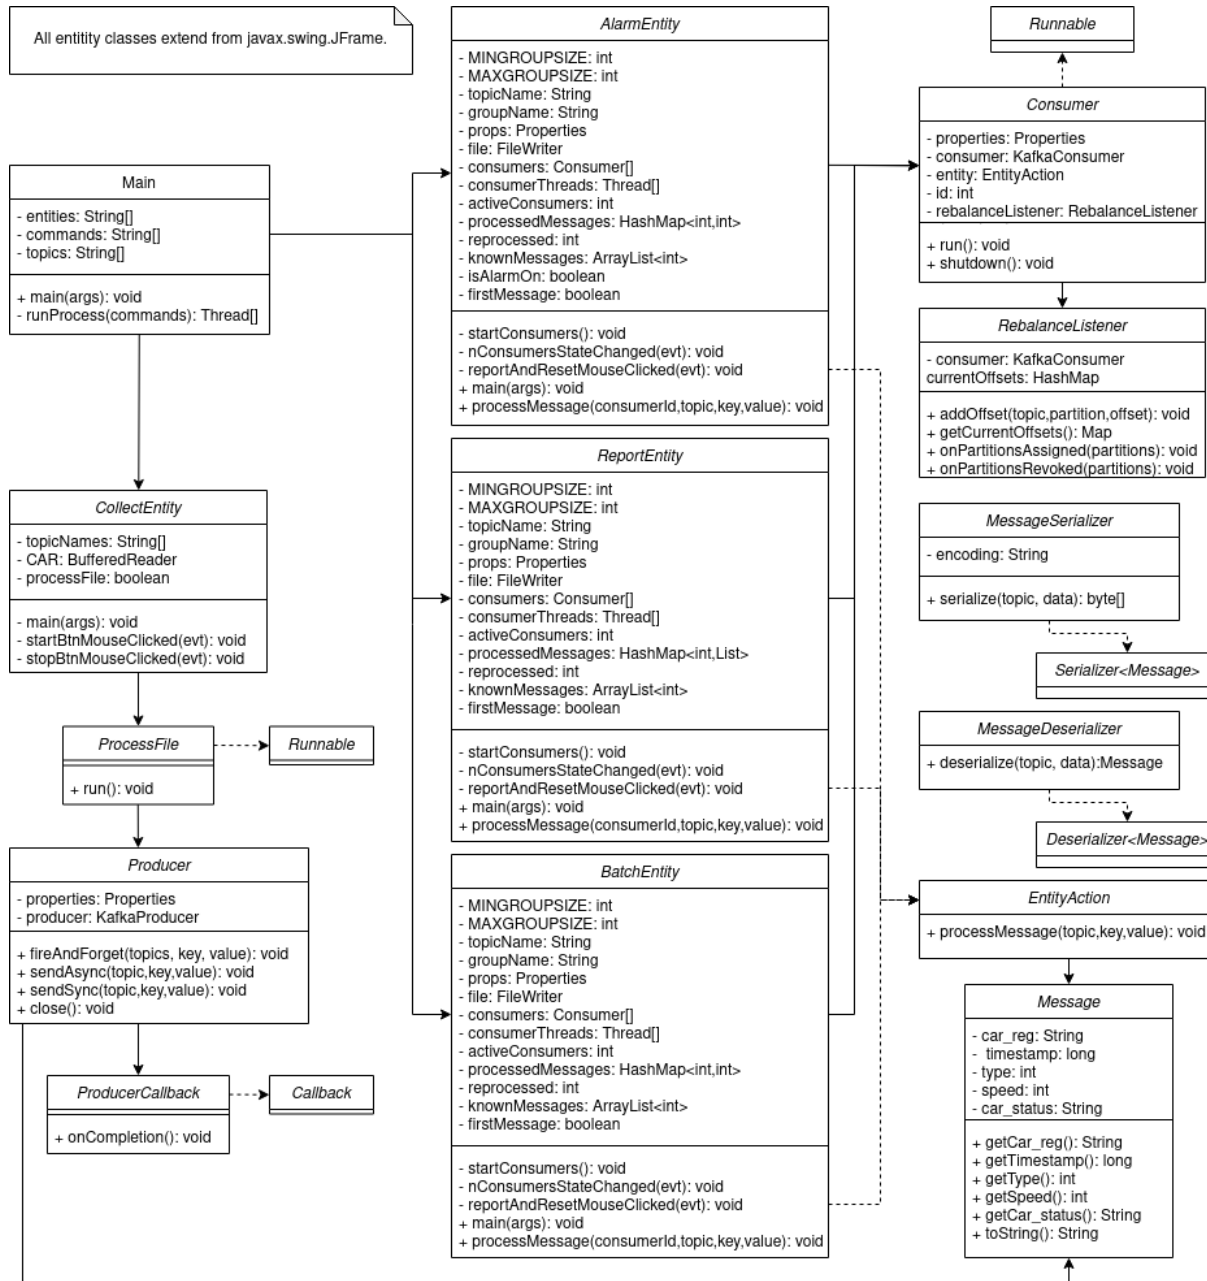 All entitity classes extend from javax.swing.JFrame.
Main
- entities: String[]
- commands: String[]
- topics: String[]
+ main(args): void
- runProcess(commands): Thread[]
CollectEntity
- topicNames: String[]
- CAR: BufferedReader
- processFile: boolean
- main(args): void
- startBtnMouseClicked(evt): void
- stopBtnMouseClicked(evt): void
ProcessFile
+ run(): void
Runnable
Producer
- properties: Properties
- producer: KafkaProducer
+ fireAndForget(topics, key, value): void
+ sendAsync(topic,key,value): void
+ sendSync(topic,key,value): void
+ close(): void
ProducerCallback
+ onCompletion(): void
Callback
AlarmEntity
- MINGROUPSIZE: int
- MAXGROUPSIZE: int
- topicName: String
- groupName: String
- props: Properties
- file: FileWriter
- consumers: Consumer[]
- consumerThreads: Thread[]
- activeConsumers: int
- processedMessages: HashMap<int,int>
- reprocessed: int
- knownMessages: ArrayList<int>
- isAlarmOn: boolean
- firstMessage: boolean
- startConsumers(): void
- nConsumersStateChanged(evt): void
- reportAndResetMouseClicked(evt): void
+ main(args): void
+ processMessage(consumerId,topic,key,value): void
ReportEntity
- MINGROUPSIZE: int
- MAXGROUPSIZE: int
- topicName: String
- groupName: String
- props: Properties
- file: FileWriter
- consumers: Consumer[]
- consumerThreads: Thread[]
- activeConsumers: int
- processedMessages: HashMap<int,List>
- reprocessed: int
- knownMessages: ArrayList<int>
- firstMessage: boolean
- startConsumers(): void
- nConsumersStateChanged(evt): void
- reportAndResetMouseClicked(evt): void
+ main(args): void
+ processMessage(consumerId,topic,key,value): void
BatchEntity
- MINGROUPSIZE: int
- MAXGROUPSIZE: int
- topicName: String
- groupName: String
- props: Properties
- file: FileWriter
- consumers: Consumer[]
- consumerThreads: Thread[]
- activeConsumers: int
- processedMessages: HashMap<int,int>
- reprocessed: int
- knownMessages: ArrayList<int>
- firstMessage: boolean
- startConsumers(): void
- nConsumersStateChanged(evt): void
- reportAndResetMouseClicked(evt): void
+ main(args): void
+ processMessage(consumerId,topic,key,value): void
Runnable
Consumer
- properties: Properties
- consumer: KafkaConsumer
- entity: EntityAction
- id: int
- rebalanceListener: RebalanceListener
+ run(): void
+ shutdown(): void
RebalanceListener
- consumer: KafkaConsumer
currentOffsets: HashMap
+ addOffset(topic,partition,offset): void
+ getCurrentOffsets(): Map
+ onPartitionsAssigned(partitions): void
+ onPartitionsRevoked(partitions): void
MessageSerializer
- encoding: String
+ serialize(topic, data): byte[]
Serializer<Message>
MessageDeserializer
+ deserialize(topic, data):Message
Deserializer<Message>
EntityAction
+ processMessage(topic,key,value): void
Message
- car_reg: String
- timestamp: long
- type: int
- speed: int
- car_status: String
+ getCar_reg(): String
+ getTimestamp(): long
+ getType(): int
+ getSpeed(): int
+ getCar_status(): String
+ toString(): String